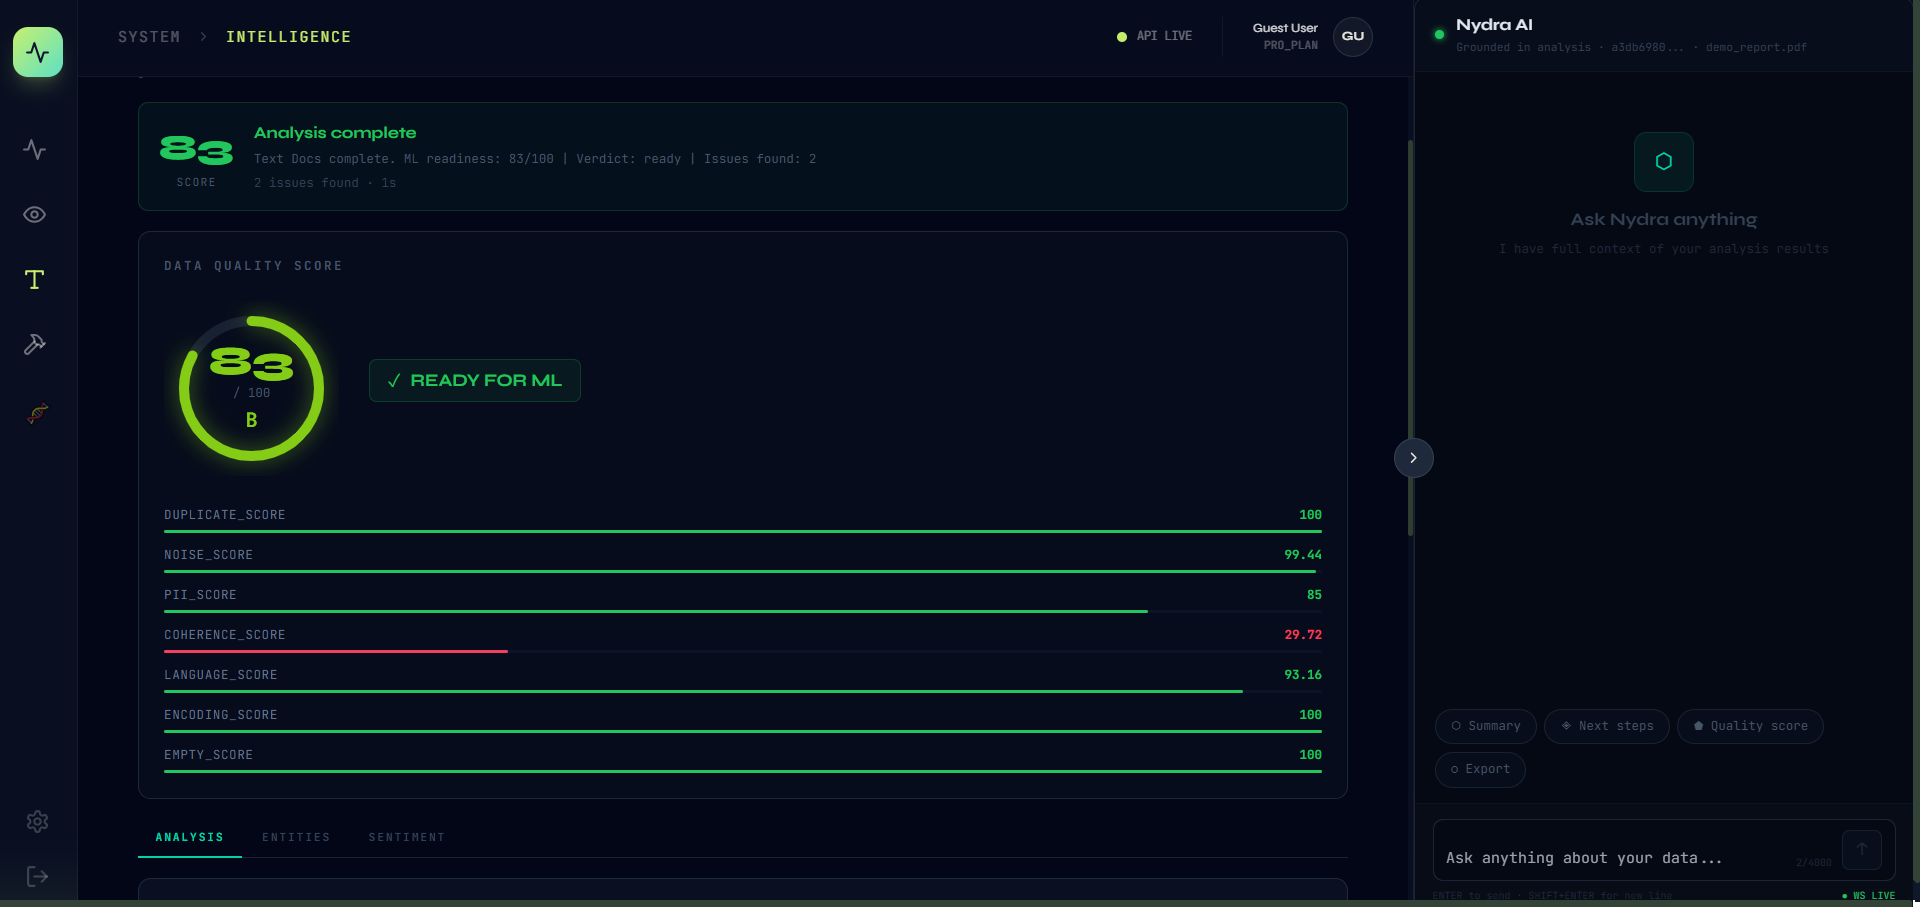 SYSTEM > INTELLIGENCE
API LIVE
Guest User
PRO_PLAN
GU
83
SCORE
Analysis complete
Text Docs complete. ML readiness: 83/100 | Verdict: ready | Issues found: 2
2 issues found · 1s
DATA QUALITY SCORE
83
/ 100
B
✓ READY FOR ML
DUPLICATE_SCORE 100
NOISE_SCORE 99.44
PII_SCORE 85
COHERENCE_SCORE 29.72
LANGUAGE_SCORE 93.16
ENCODING_SCORE 100
EMPTY_SCORE 100
ANALYSIS ENTITIES SENTIMENT
Nydra AI
Grounded in analysis · a3db6980... · demo_report.pdf
Ask Nydra anything
I have full context of your analysis results
Summary
Next steps
Quality score
Export
Ask anything about your data...
2/4000
ENTER to send · SHIFT+ENTER for new line
WS LIVE